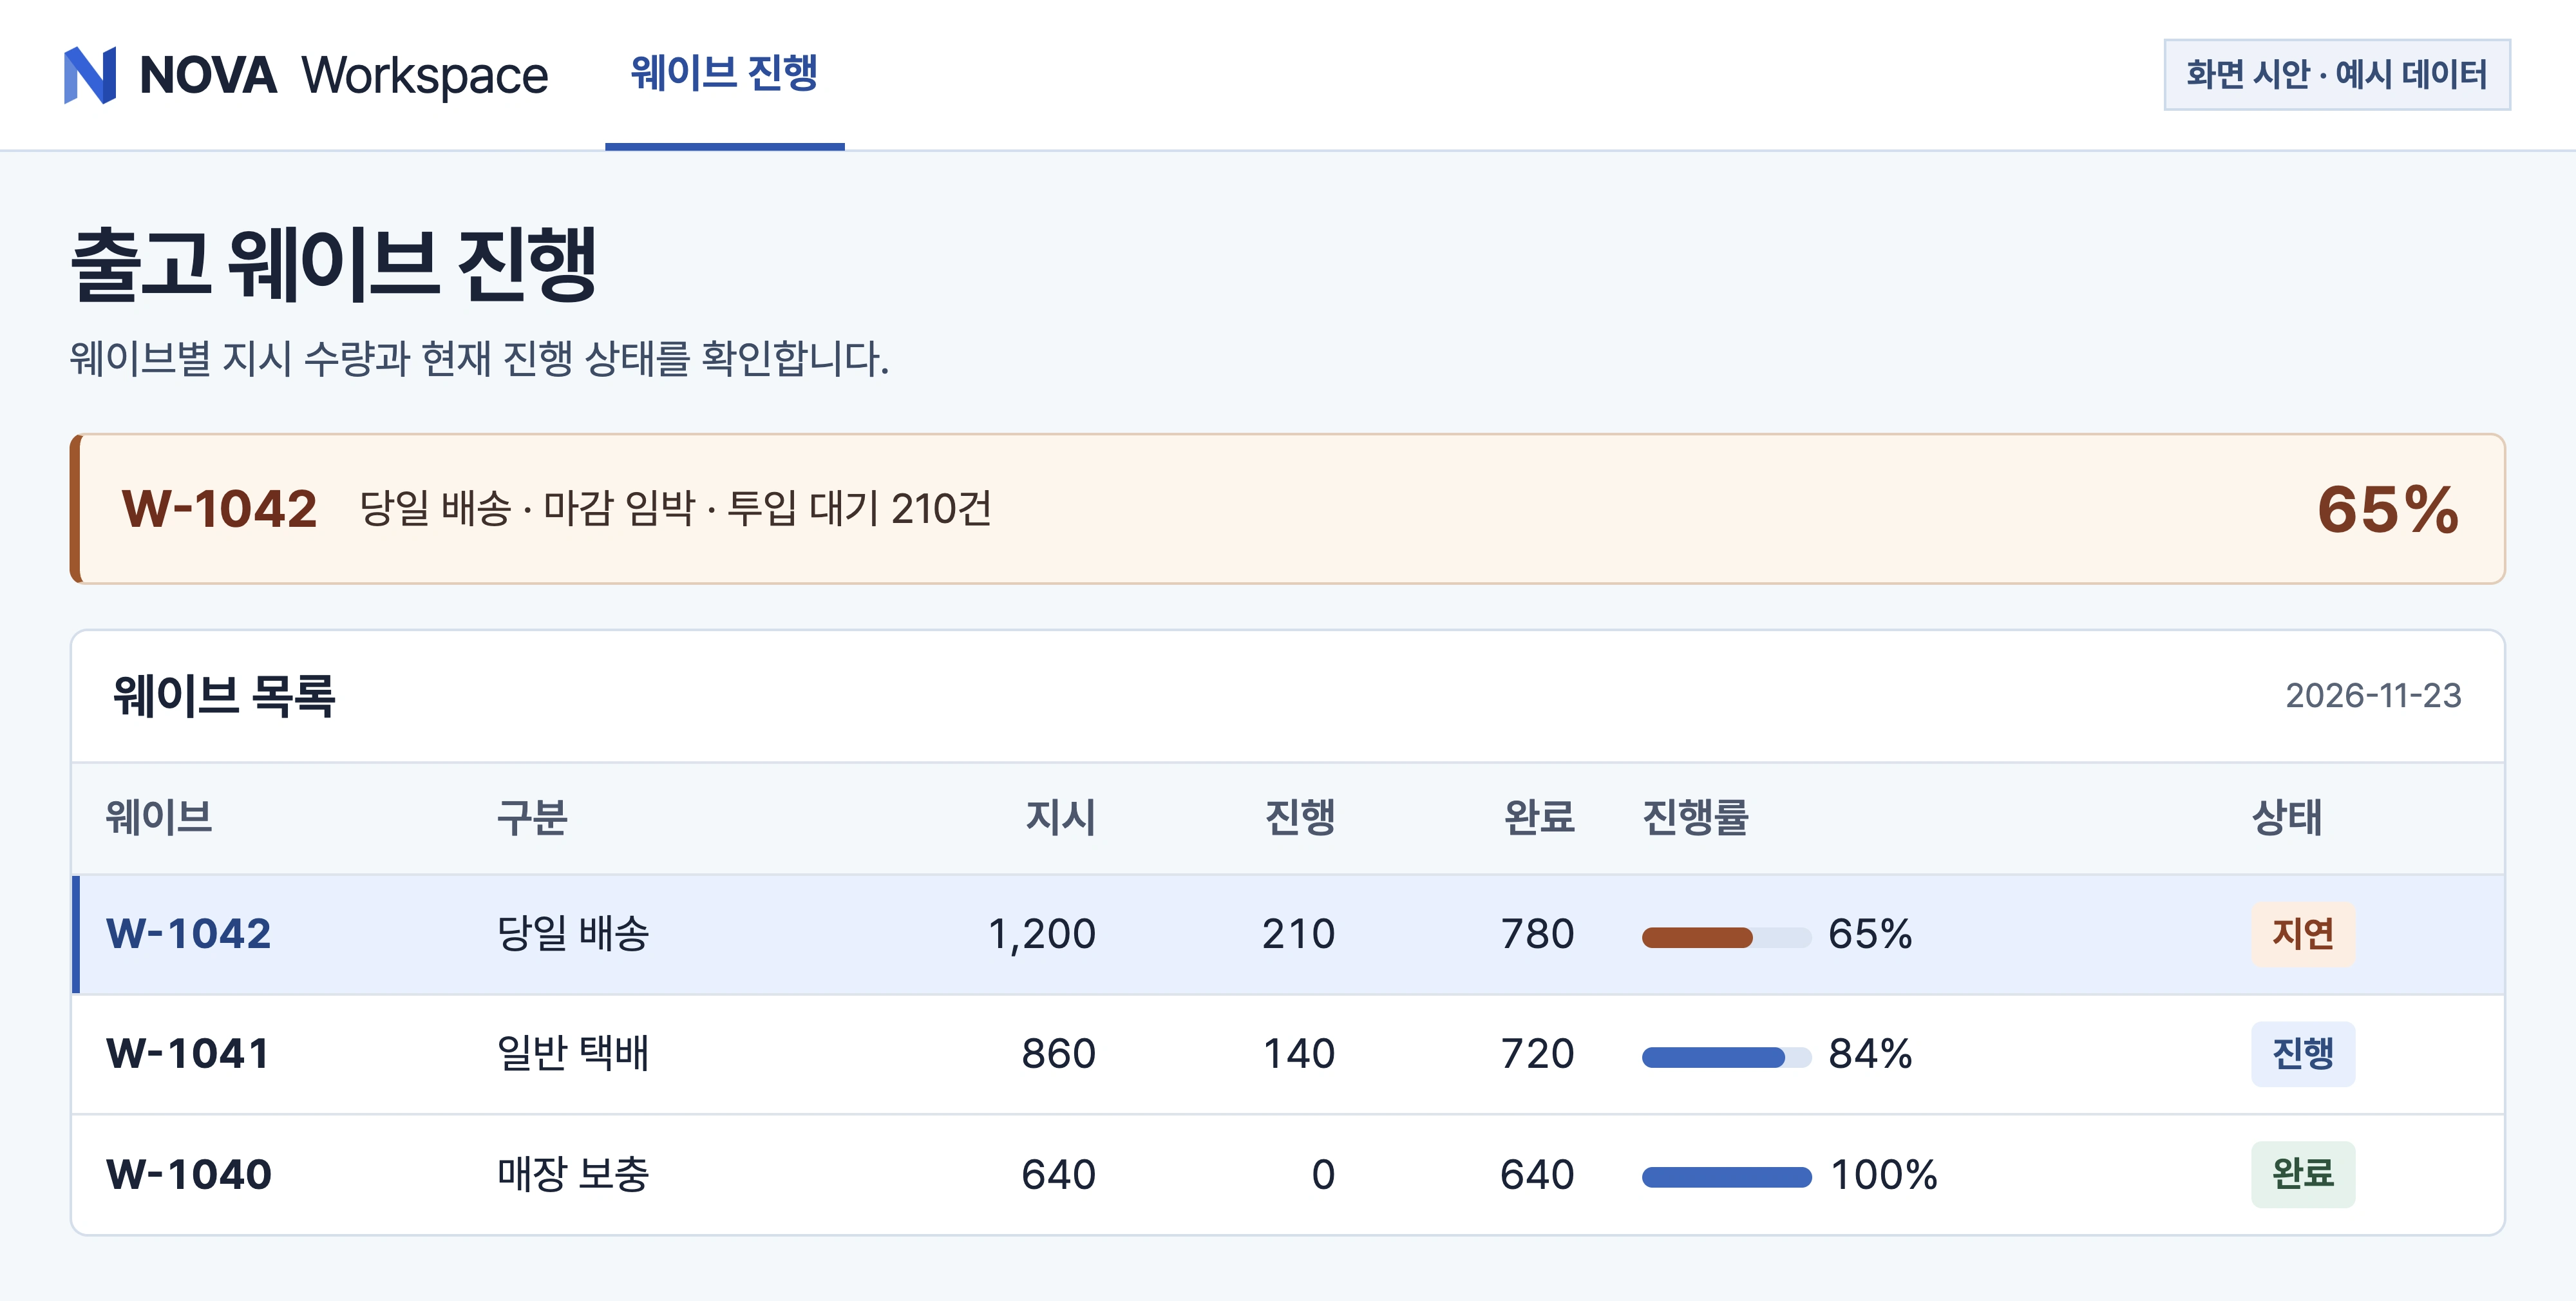 NOVA Workspace 웨이브 진행 화면 시안 · 예시 데이터
출고 웨이브 진행
웨이브별 지시 수량과 현재 진행 상태를 확인합니다.
W-1042 당일 배송 · 마감 임박 · 투입 대기 210건 65%
웨이브 목록 2026-11-23
웨이브 구분 지시 진행 완료 진행률 상태
W-1042 당일 배송 1,200 210 780 65% 지연
W-1041 일반 택배 860 140 720 84% 진행
W-1040 매장 보충 640 0 640 100% 완료